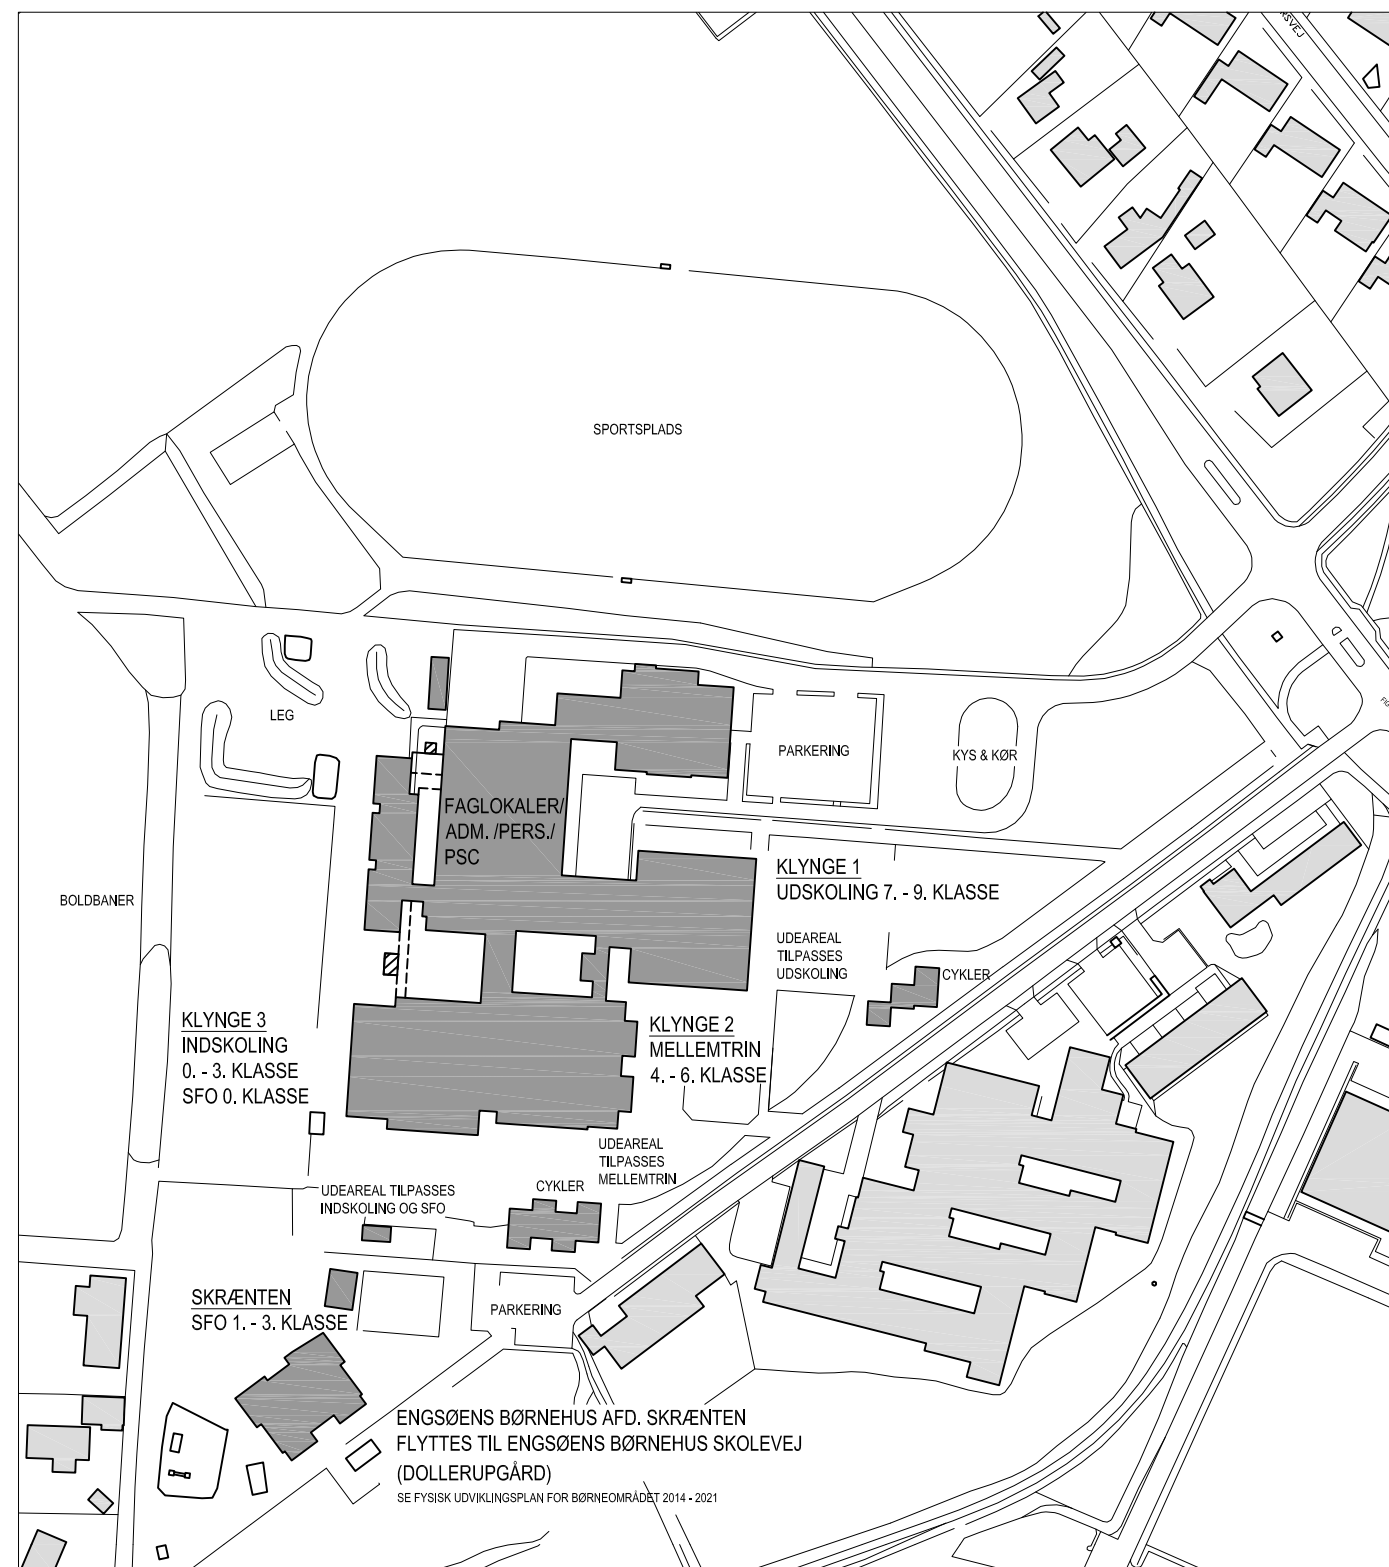 SPORTSPLADS
LEG
PARKERING
KYS & KØR
FAGLOKALER/
ADM. /PERS./
PSC
KLYNGE 1
UDSKOLING 7. - 9. KLASSE
BOLDBANER
UDEAREAL
TILPASSES
UDSKOLING
CYKLER
KLYNGE 3
INDSKOLING
0. - 3. KLASSE
SFO 0. KLASSE
KLYNGE 2
MELLEMTRIN
4. - 6. KLASSE
UDEAREAL
TILPASSES
MELLEMTRIN
UDEAREAL TILPASSES
INDSKOLING OG SFO
CYKLER
SKRÆNTEN
SFO 1. - 3. KLASSE
PARKERING
ENGSØENS BØRNEHUS AFD. SKRÆNTEN
FLYTTES TIL ENGSØENS BØRNEHUS SKOLEVEJ
(DOLLERUPGÅRD)
SE FYSISK UDVIKLINGSPLAN FOR BØRNEOMRÅDET 2014 - 2021